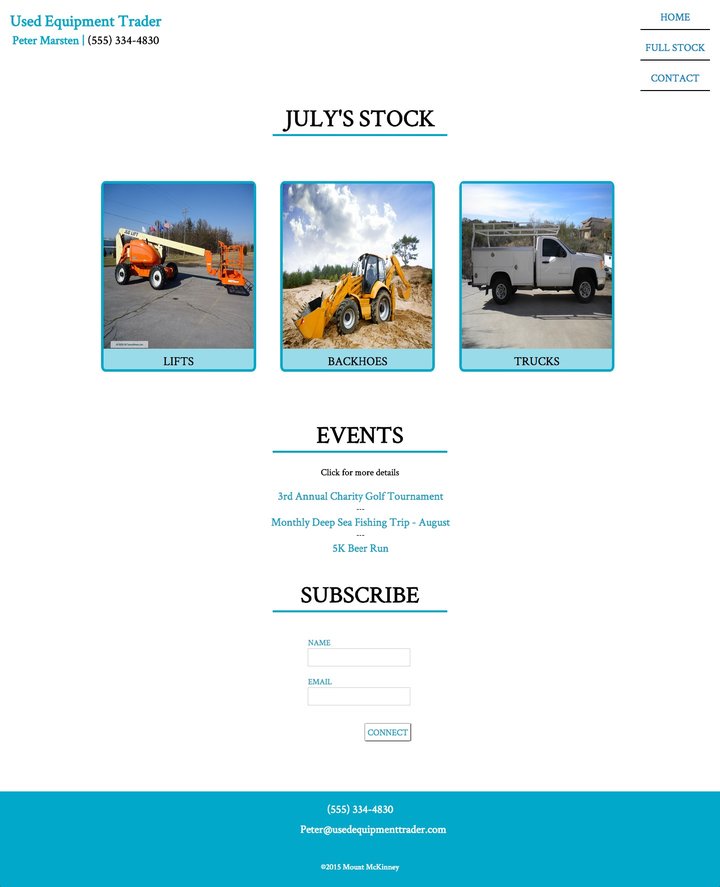 Used Equipment Trader
Peter Marsten | (555) 334-4830
HOME
FULL STOCK
CONTACT
JULY'S STOCK
LIFTS
BACKHOES
TRUCKS
EVENTS
Click for more details
3rd Annual Charity Golf Tournament
---
Monthly Deep Sea Fishing Trip - August
---
5K Beer Run
SUBSCRIBE
NAME
EMAIL
CONNECT
(555) 334-4830
Peter@usedequipmenttrader.com
©2015 Mount McKinney